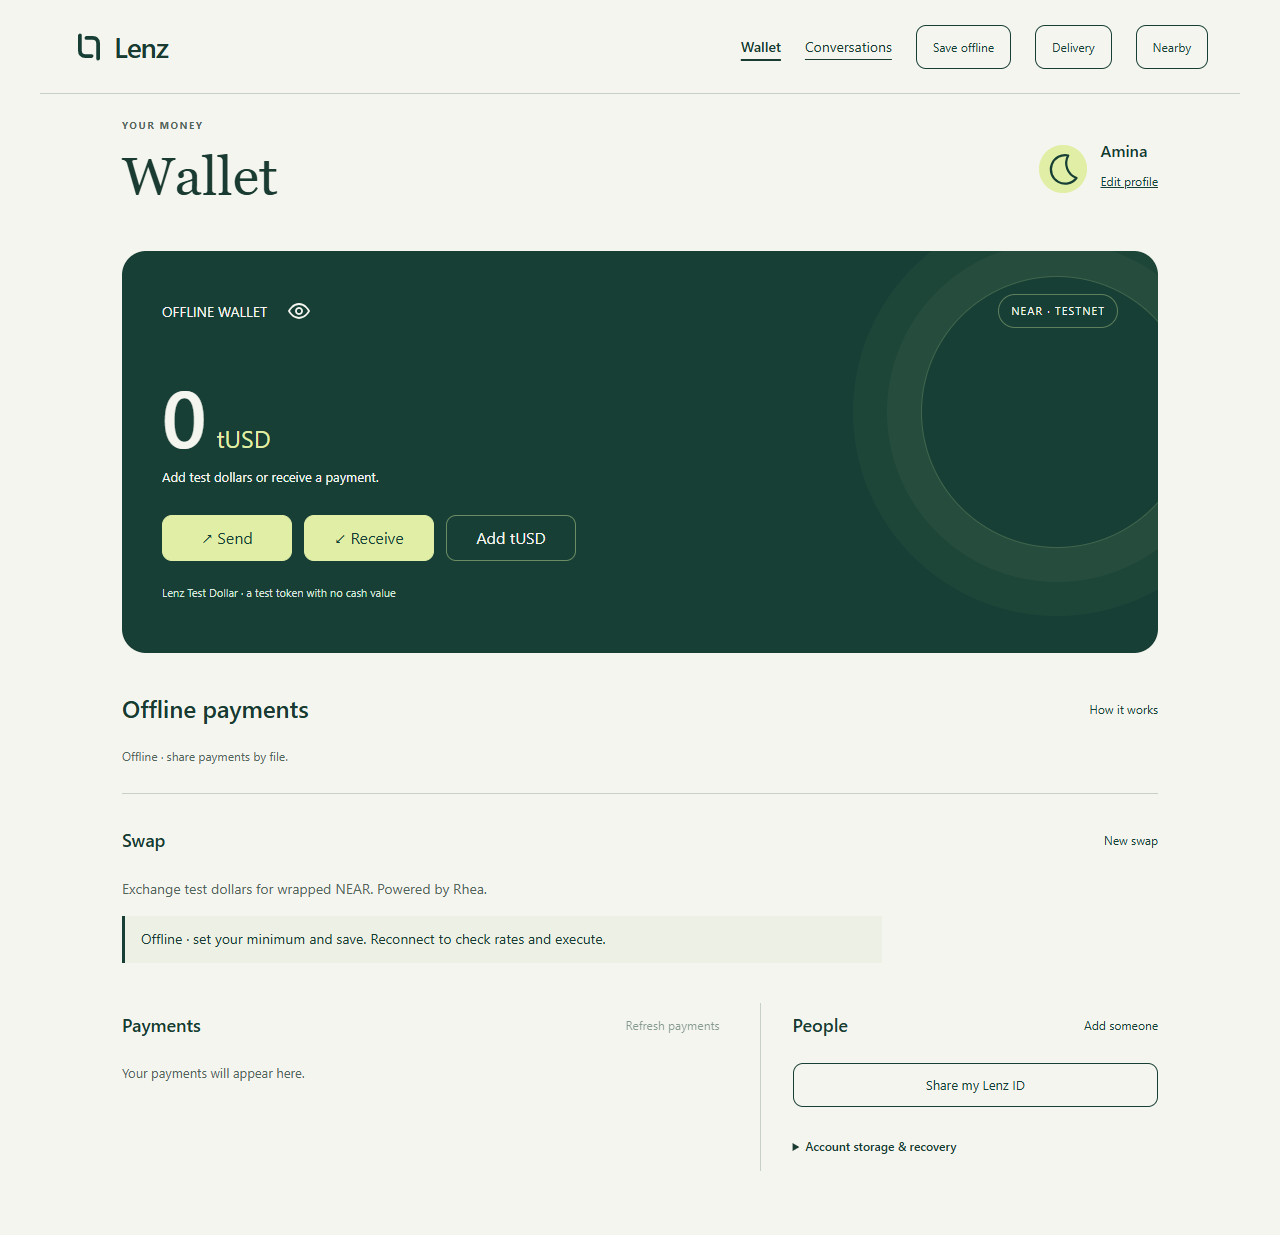 Lenz
Wallet
Conversations
Save offline
Delivery
Nearby
YOUR MONEY
Wallet
Amina
Edit profile
OFFLINE WALLET
NEAR · TESTNET
0 tUSD
Add test dollars or receive a payment.
↗ Send
↙ Receive
Add tUSD
Lenz Test Dollar · a test token with no cash value
Offline payments
How it works
Offline · share payments by file.
Swap
New swap
Exchange test dollars for wrapped NEAR. Powered by Rhea.
Offline · set your minimum and save. Reconnect to check rates and execute.
Payments
Refresh payments
Your payments will appear here.
People
Add someone
Share my Lenz ID
▶ Account storage & recovery